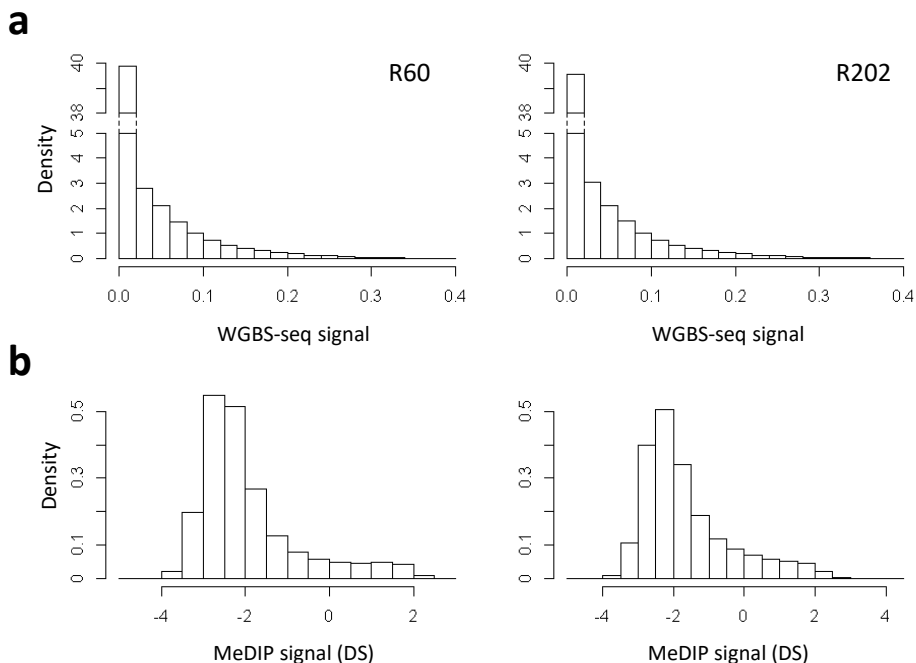 a
R60
R202
Density
40
38
5
4
3
2
1
0
40
38
5
4
3
2
1
0
0.0 0.1 0.2 0.3 0.4
0.0 0.1 0.2 0.3 0.4
WGBS-seq signal
WGBS-seq signal
b
Density
0.5
0.3
0.1
0
0.5
0.3
0.1
0
-4 -2 0 2
-4 -2 0 2 4
MeDIP signal (DS)
MeDIP signal (DS)